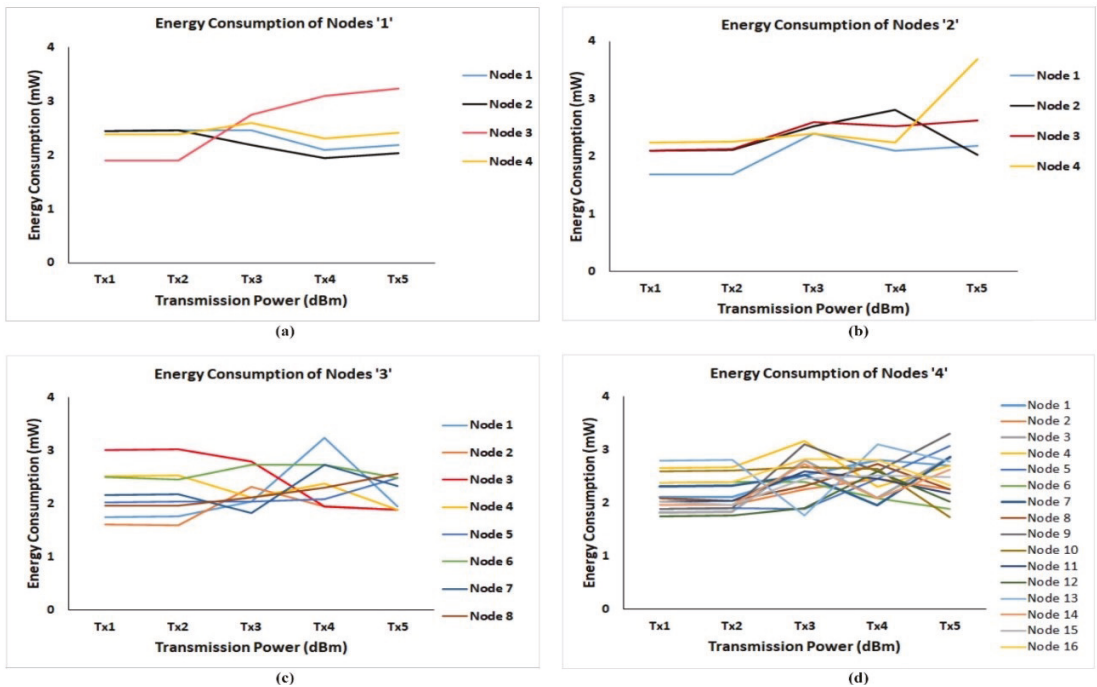 Energy Consumption of Nodes '1'
Energy Consumption (mW)
4
3
2
1
0
Tx1 Tx2 Tx3 Tx4 Tx5
Transmission Power (dBm)
Node 1
Node 2
Node 3
Node 4
(a)
Energy Consumption of Nodes '2'
Energy Consumption (mW)
4
3
2
1
0
Tx1 Tx2 Tx3 Tx4 Tx5
Transmission Power (dBm)
Node 1
Node 2
Node 3
Node 4
(b)
Energy Consumption of Nodes '3'
Energy Consumption (mW)
4
3
2
1
0
Tx1 Tx2 Tx3 Tx4 Tx5
Transmission Power (dBm)
Node 1
Node 2
Node 3
Node 4
Node 5
Node 6
Node 7
Node 8
(c)
Energy Consumption of Nodes '4'
Energy Consumption (mW)
4
3
2
1
0
Tx1 Tx2 Tx3 Tx4 Tx5
Transmission Power (dBm)
Node 1
Node 2
Node 3
Node 4
Node 5
Node 6
Node 7
Node 8
Node 9
Node 10
Node 11
Node 12
Node 13
Node 14
Node 15
Node 16
(d)